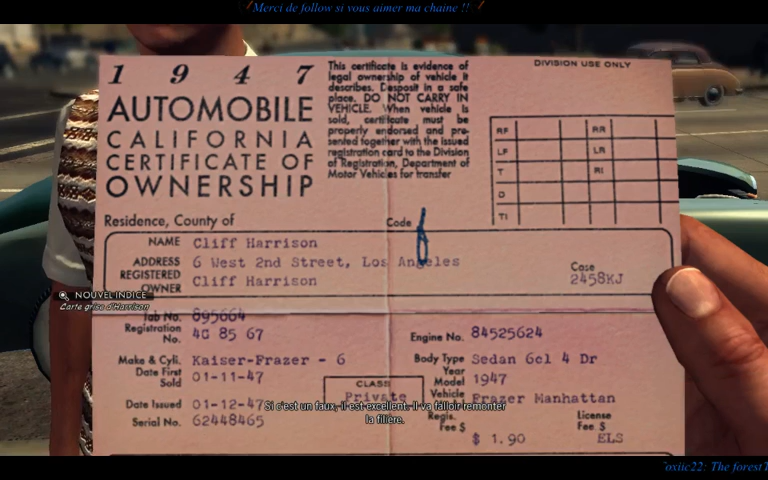 Merci de follow si vous aimer ma chaine !!
1947
AUTOMOBILE
CALIFORNIA
CERTIFICATE OF
OWNERSHIP
This certificate is evidence of
legal ownership of vehicle it
describes. Deposit in a safe
place. DO NOT CARRY IN
VEHICLE. When vehicle is
sold, certificate must be
properly endorsed and pre-
sented together with the issued
registration card to the Division
of Registration, Department of
Motor Vehicles for transfer
DIVISION USE ONLY
RF RR
LF LR
T RI
O
TI
Residence, County of
Code
NAME Cliff Harrison
ADDRESS 6 West 2nd Street, Los Angeles
REGISTERED
OWNER Cliff Harrison
Case
2458KJ
NOUVEL INDICE
Carte grise d'Harrison
Tab No. 895664
Registration
No. 4G 85 67
Engine No. 84525624
Make & Cyli. Kaiser-Frazer - 6
Body Type Sedan 6cl 4 Dr
Date First
Sold 01-11-47
Year
Model 1947
CLASS
Private
Vehicle Frazer Manhattan
Date Issued 01-12-47
Serial No. 62448465
Regis.
Fee $
$ 1.90
License
Fee $
ELS
Si c'est un faux, il est excellent. Il va falloir remonter
la filière.
oxiic22: The forest